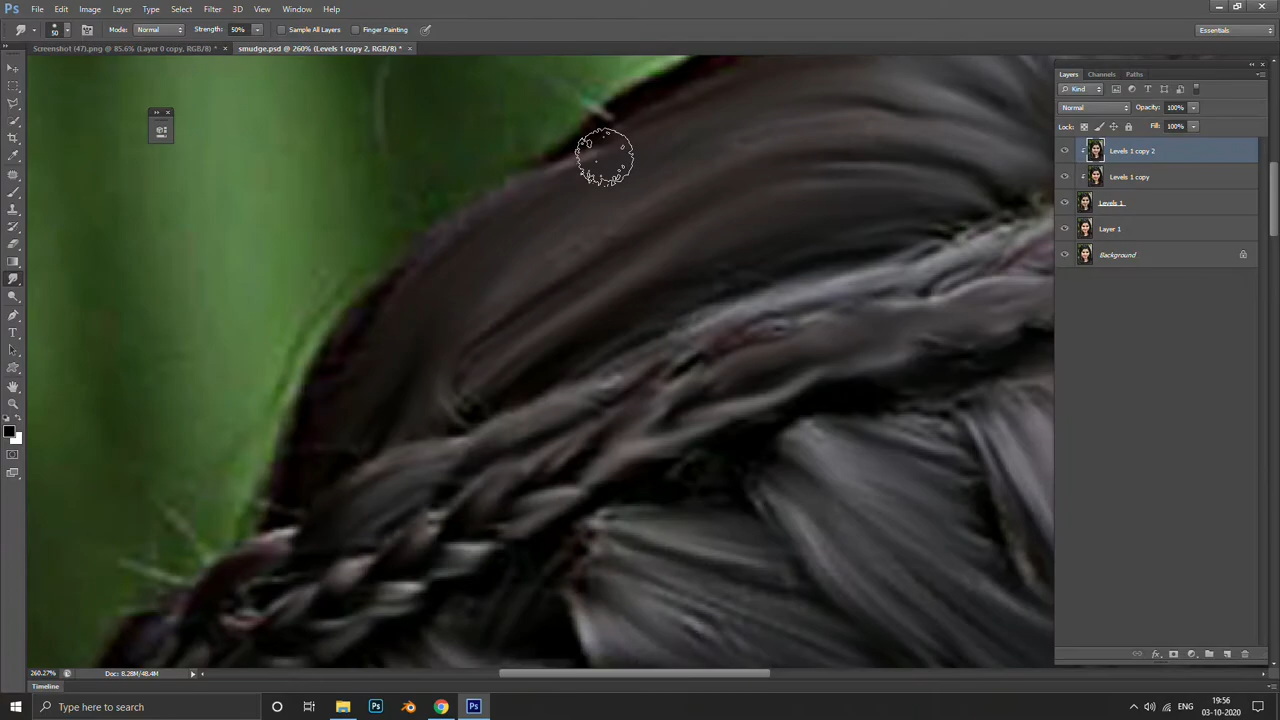 Ps File Edit Image Layer Type Select Filter 3D View Window Help
50 Mode: Normal Strength: 50% Sample All Layers Finger Painting Essentials
Screenshot (47).png @ 85.6% (Layer 0 copy, RGB/8) * × smudge.psd @ 260% (Levels 1 copy 2, RGB/8) * ×
Layers Channels Paths
Kind
Normal Opacity: 100%
Lock: Fill: 100%
Levels 1 copy 2
Levels 1 copy
Levels 1
Layer 1
Background
260.27% Doc: 8.28M/48.4M
Timeline
Type here to search Ps Ps ENG 19:56
03-10-2020